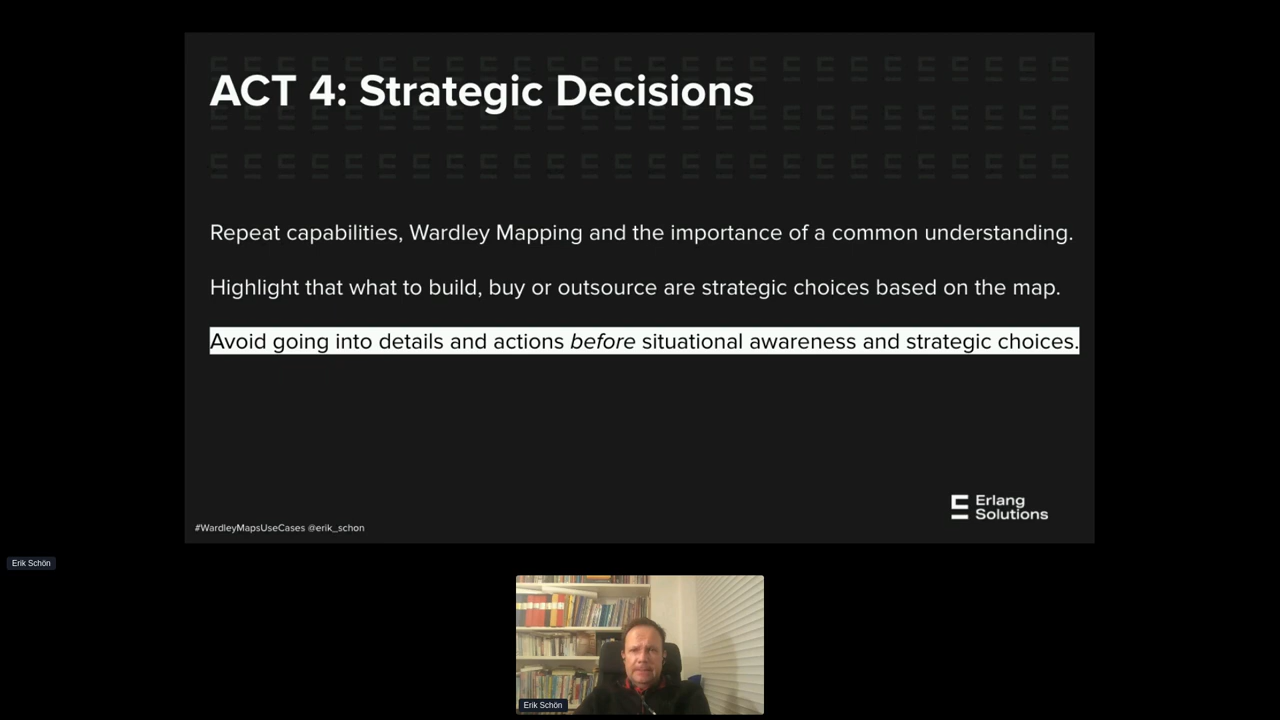 ACT 4: Strategic Decisions
Repeat capabilities, Wardley Mapping and the importance of a common understanding.
Highlight that what to build, buy or outsource are strategic choices based on the map.
Avoid going into details and actions before situational awareness and strategic choices.
Erlang
Solutions
#WardleyMapsUseCases @erik_schon
Erik Schön
Erik Schön